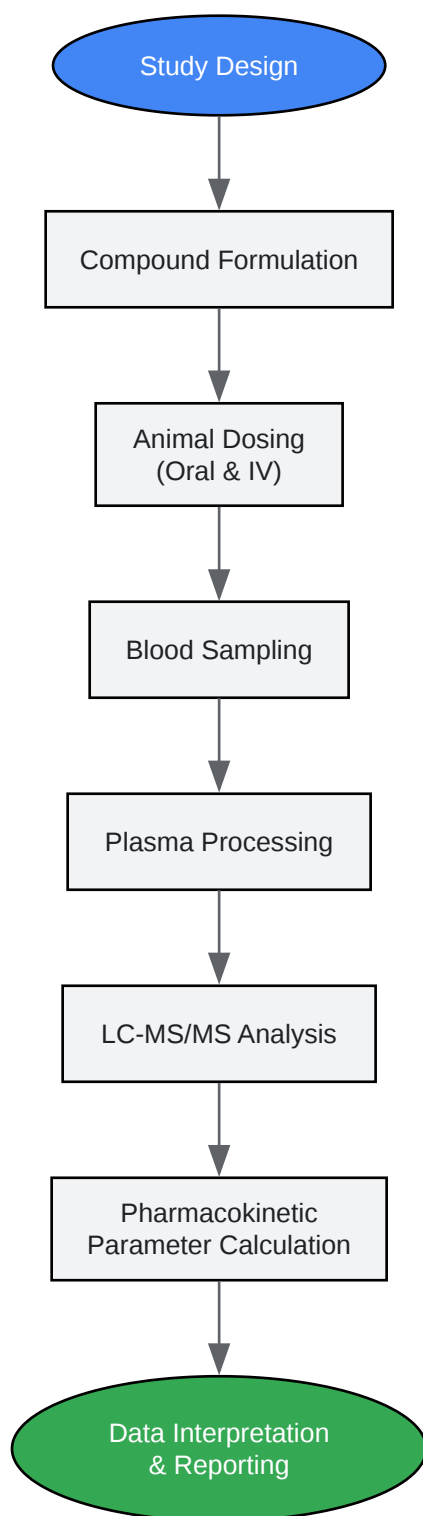 Study Design
Compound Formulation
Animal Dosing
(Oral & IV)
Blood Sampling
Plasma Processing
LC-MS/MS Analysis
Pharmacokinetic
Parameter Calculation
Data Interpretation
& Reporting